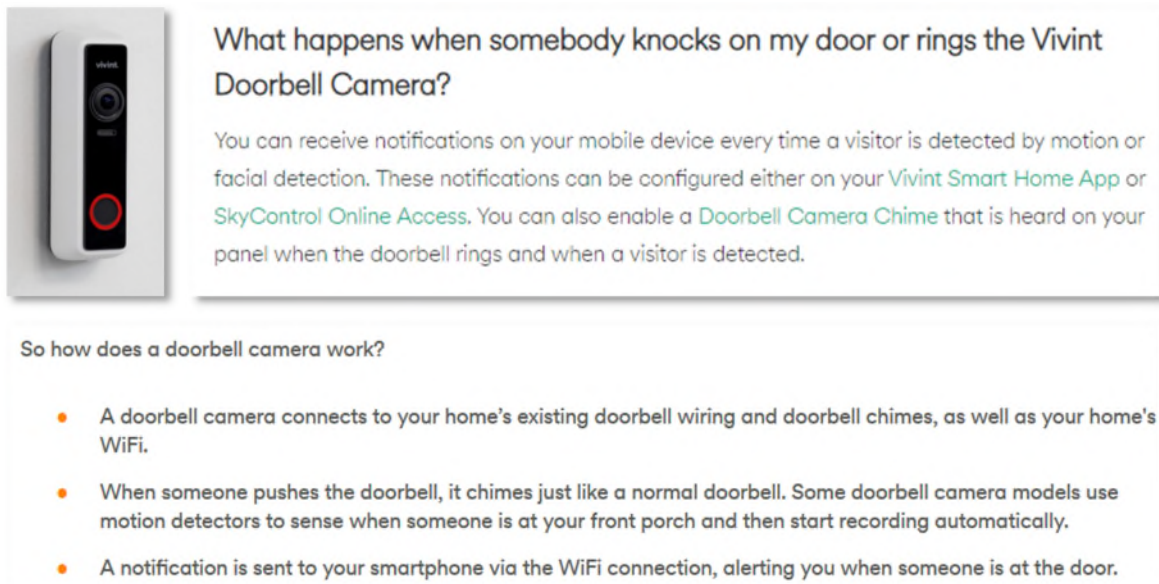 vivint.
What happens when somebody knocks on my door or rings the Vivint
Doorbell Camera?
You can receive notifications on your mobile device every time a visitor is detected by motion or
facial detection. These notifications can be configured either on your Vivint Smart Home App or
SkyControl Online Access. You can also enable a Doorbell Camera Chime that is heard on your
panel when the doorbell rings and when a visitor is detected.
So how does a doorbell camera work?
• A doorbell camera connects to your home’s existing doorbell wiring and doorbell chimes, as well as your home's
WiFi.
• When someone pushes the doorbell, it chimes just like a normal doorbell. Some doorbell camera models use
motion detectors to sense when someone is at your front porch and then start recording automatically.
• A notification is sent to your smartphone via the WiFi connection, alerting you when someone is at the door.